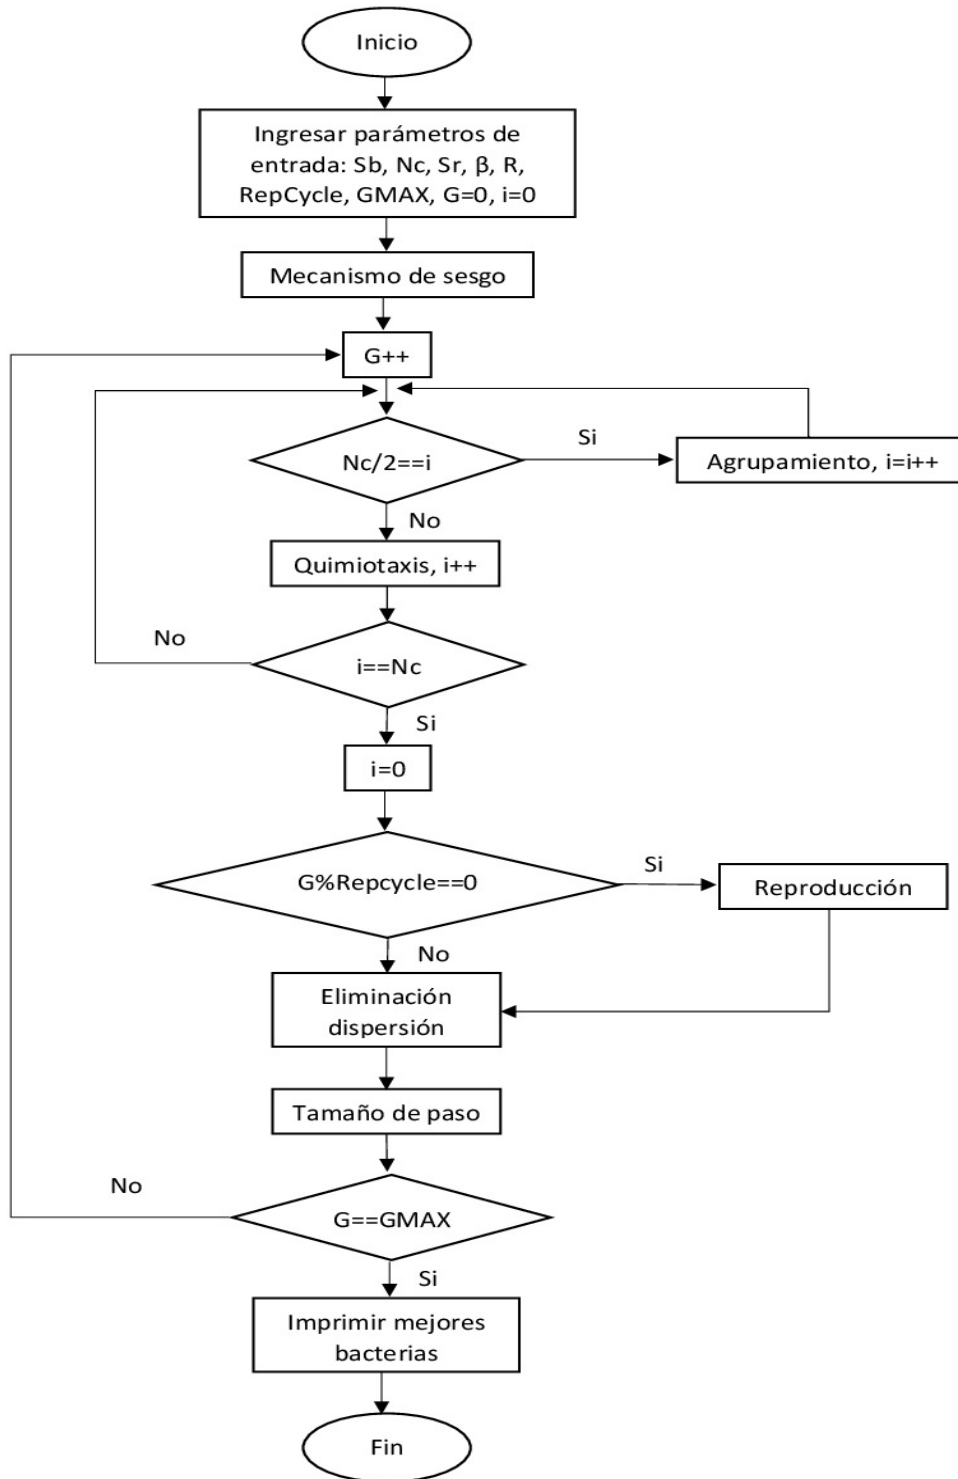 Inicio
Ingresar parámetros de
entrada: Sb, Nc, Sr, β, R,
RepCycle, GMAX, G=0, i=0
Mecanismo de sesgo
G++
Nc/2==i
Si
Agrupamiento, i=i++
No
Quimiotaxis, i++
No
i==Nc
Si
i=0
G%Repcycle==0
Si
Reproducción
No
Eliminación
dispersión
Tamaño de paso
No
G==GMAX
Si
Imprimir mejores
bacterias
Fin